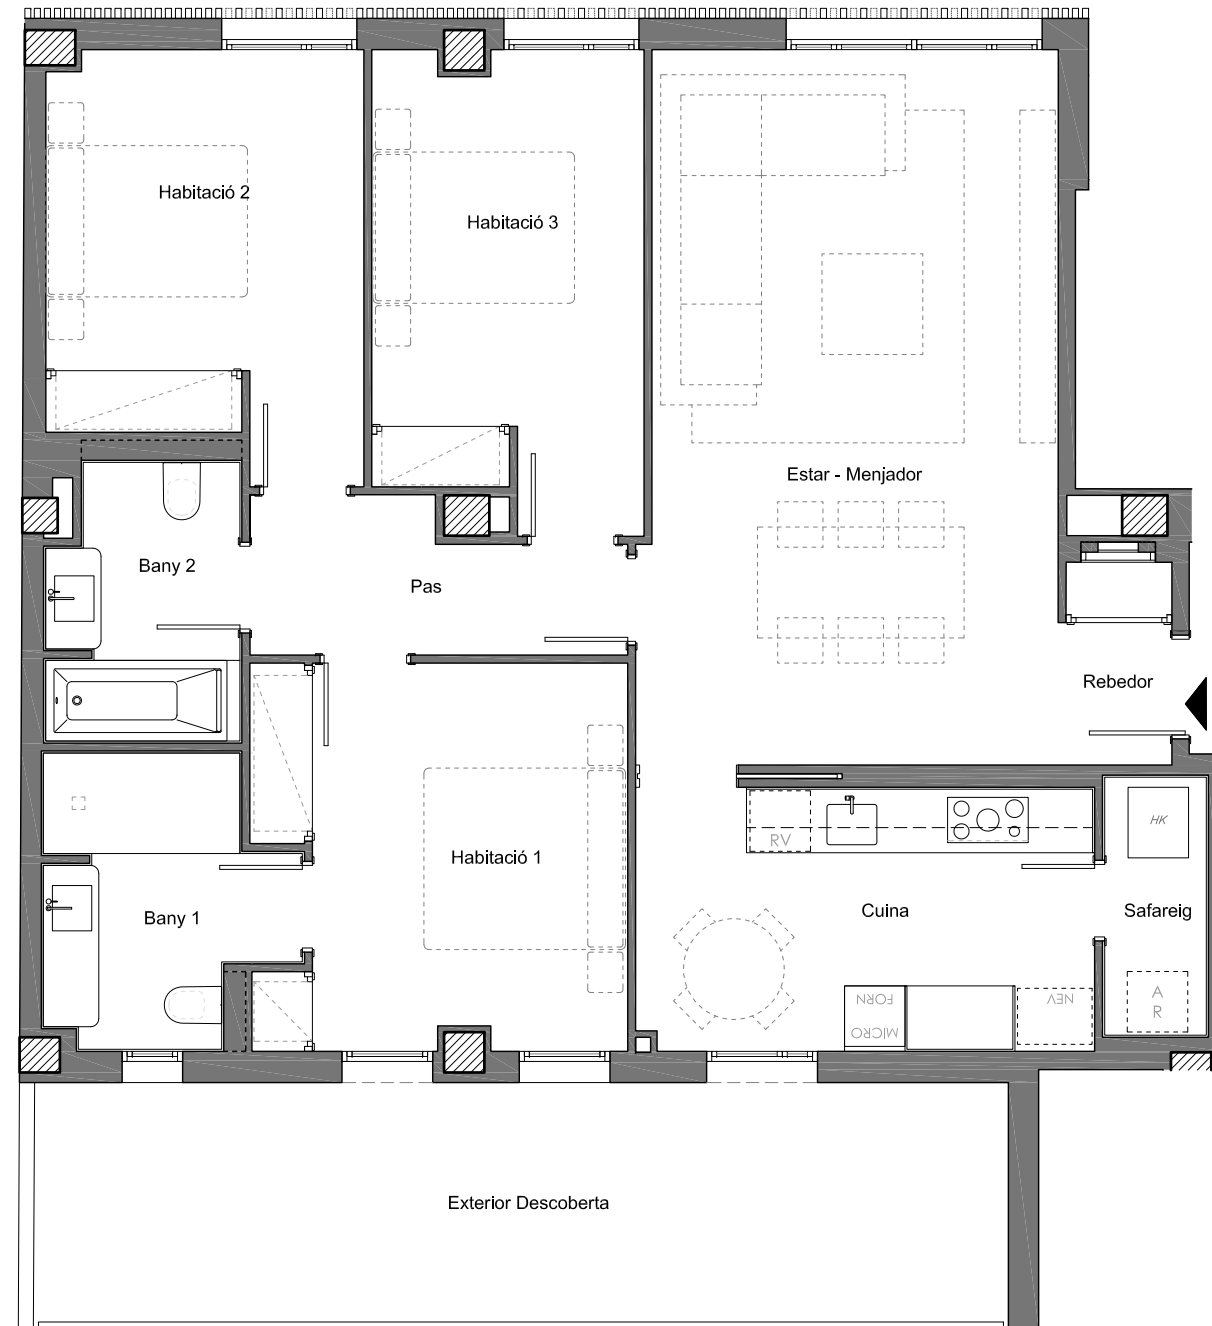 Habitació 2
Habitació 3
Estar - Menjador
Bany 2
Pas
Rebedor
RV
HK
Habitació 1
Bany 1
Cuina
Safareig
FORN
MICRO
NEV
A
R
Exterior Descoberta